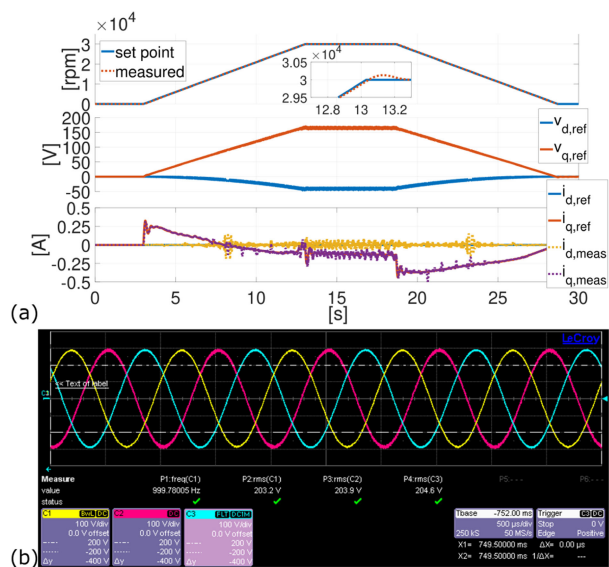 × 10⁴
3
2
1
0
[rpm]
set point
measured
× 10⁴
3.05
3
2.95
12.8 13 13.2
200
150
100
50
0
-50
[V]
v_d,ref
v_q,ref
0.5
0.25
0
-0.25
-0.5
[A]
i_d,ref
i_q,ref
i_d,meas
i_q,meas
0 5 10 15 20 25 30
[s]
(a)
LeCroy
C1
<< Text of label
Measure P1:freq(C1) P2:rms(C1) P3:rms(C2) P4:rms(C3) P5:- - - P6:- - -
value 999.78005 Hz 203.2 V 203.9 V 204.6 V
status
C1 BwL DC
100 V/div
0.0 V offset
200 V
-200 V
Δy -400 V
C2 DC
100 V/div
0.0 V offset
200 V
-200 V
Δy -400 V
C3 FLT DC1M
100 V/div
0.0 V offset
200 V
-200 V
Δy -400 V
Tbase -752.00 ms
500 µs/div
250 kS 50 MS/s
Trigger C3 DC
Stop 0 V
Edge Positive
X1= 749.50000 ms ΔX= 0.00 µs
X2= 749.50000 ms 1/ΔX= ---
(b)